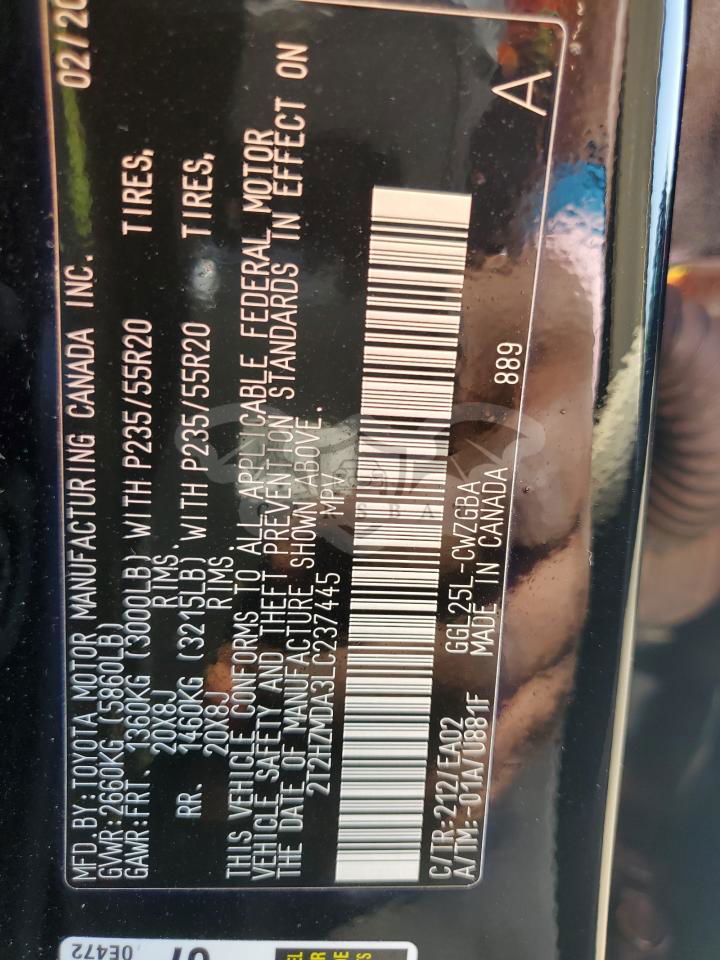 MFD. BY: TOYOTA MOTOR MANUFACTURING CANADA INC. 02/20
GVWR: 2660KG (5860LB)
GAWR: FRT. 1360KG (3000LB) WITH P235/55R20 TIRES,
20X8J RIMS.
RR. 1460KG (3215LB) WITH P235/55R20 TIRES,
20X8J RIMS.
THIS VEHICLE CONFORMS TO ALL APPLICABLE FEDERAL MOTOR
VEHICLE SAFETY AND THEFT PREVENTION STANDARDS IN EFFECT ON
THE DATE OF MANUFACTURE SHOWN ABOVE.
2T2HZMDA3LC237445 MPV
C/TR:212/EA02 GGL25L-CWZGBA
A/TM:-01A/U881F MADE IN CANADA 889
A
0E472